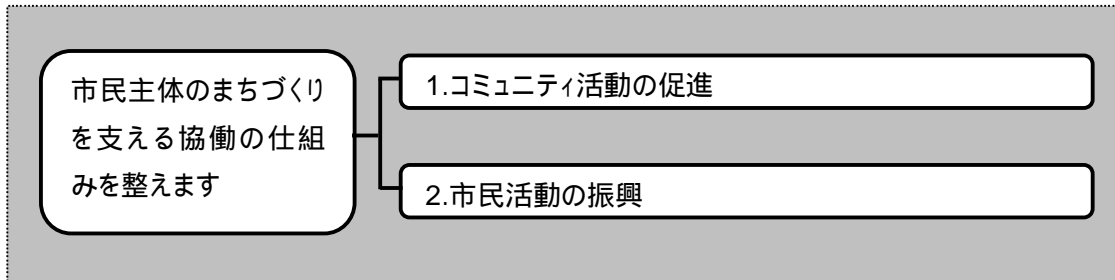 市民主体のまちづくり
を支える協働の仕組
みを整えます
1.コミュニティ活動の促進
2.市民活動の振興